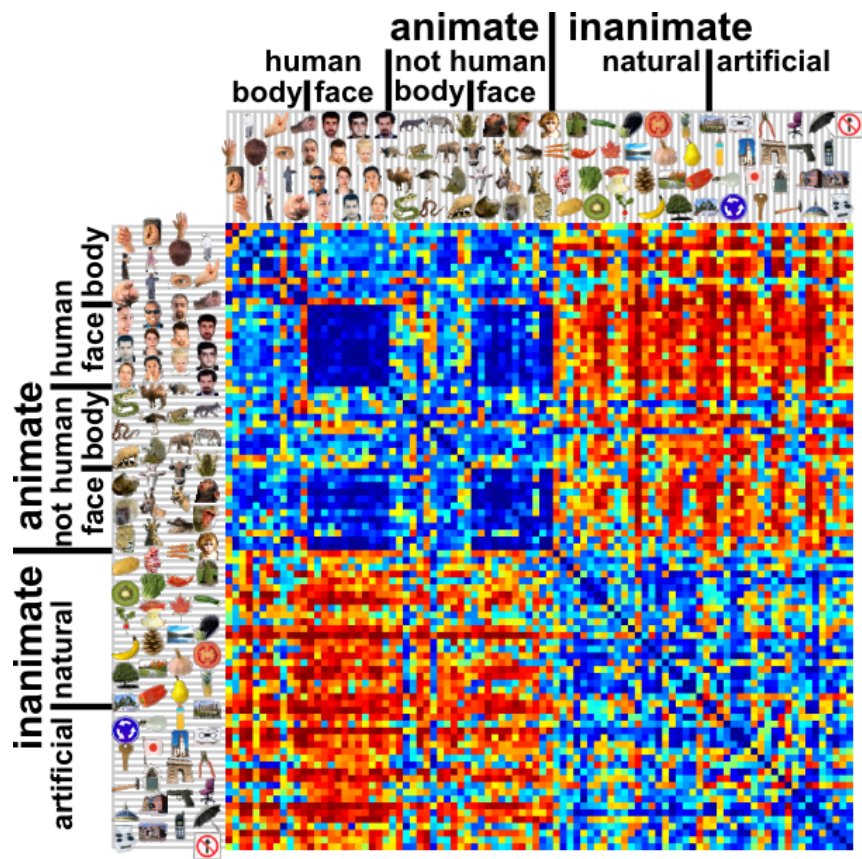 animate inanimate
human not human natural artificial
body face body face
animate
human
body
face
not human
body
face
inanimate
natural
artificial